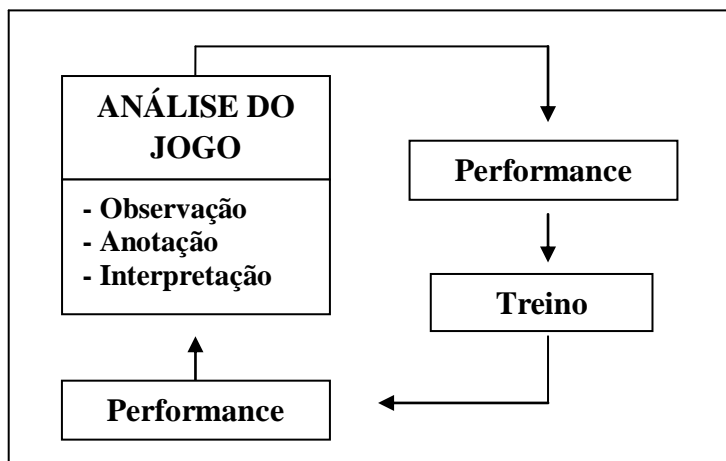 ANÁLISE DO
JOGO
- Observação
- Anotação
- Interpretação
Performance
Treino
Performance